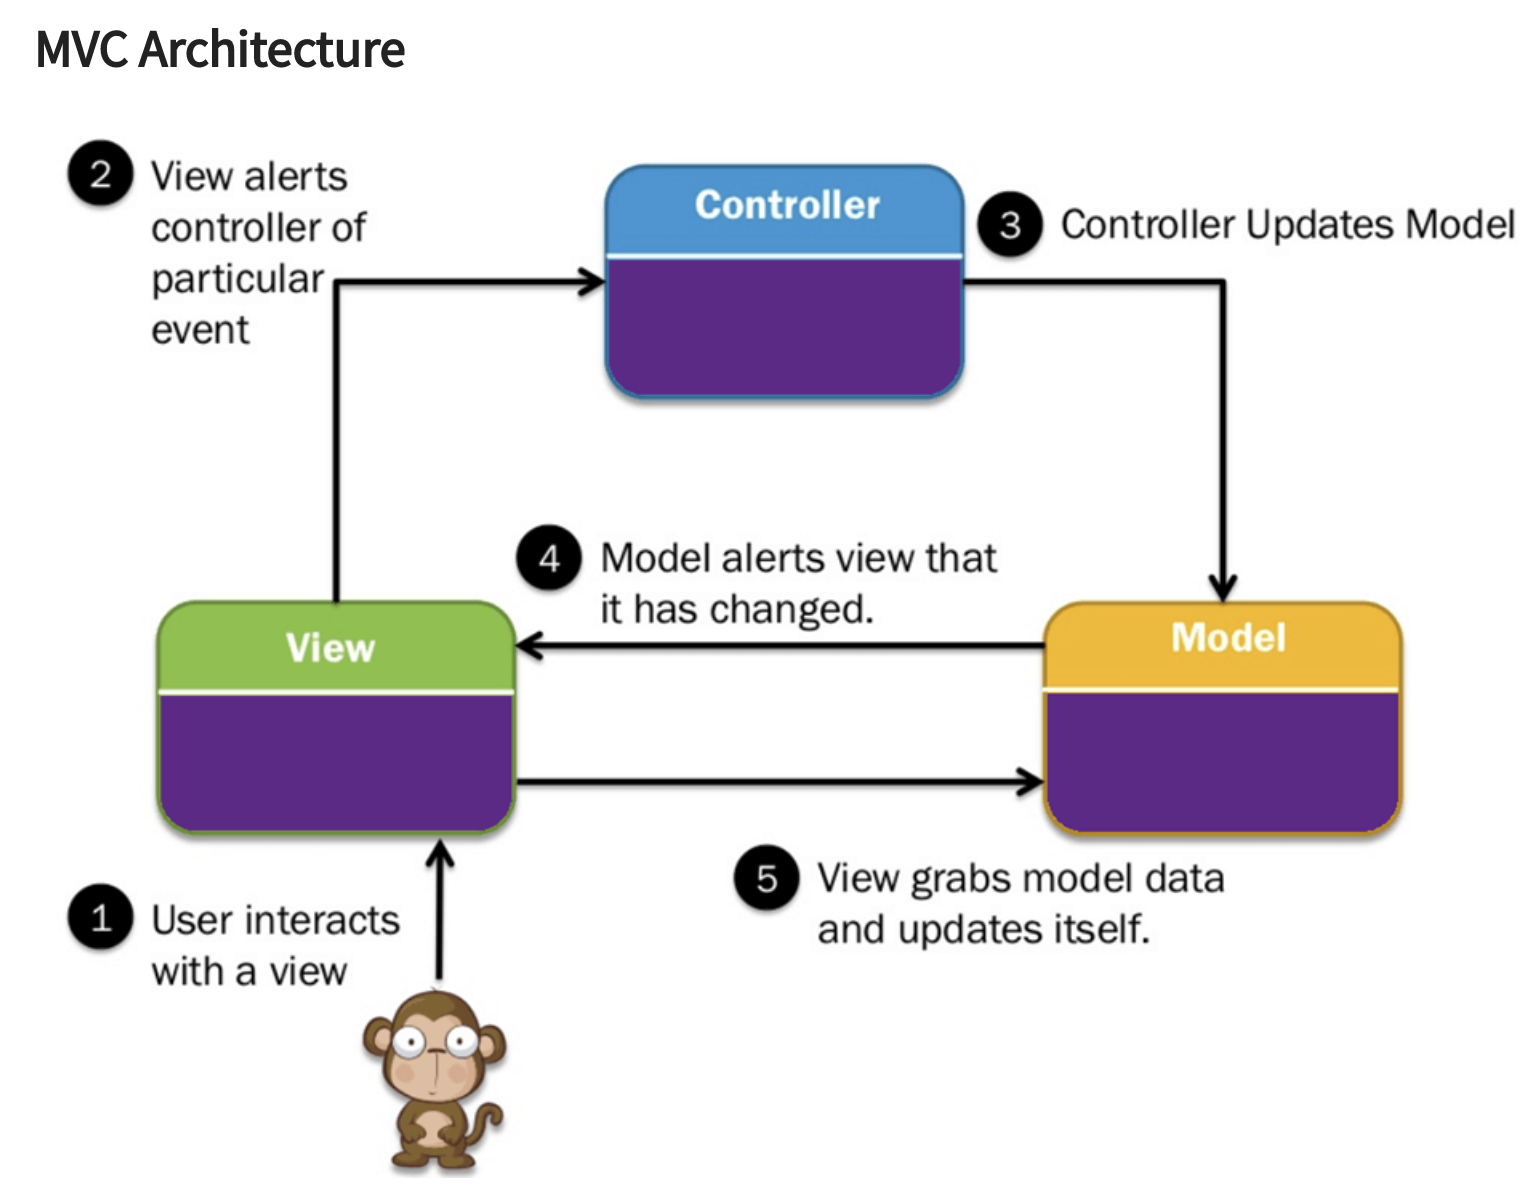 MVC Architecture
2
View alerts
controller of
particular
event
Controller
3
Controller Updates Model
4
Model alerts view that
it has changed.
View
Model
5
View grabs model data
and updates itself.
1
User interacts
with a view